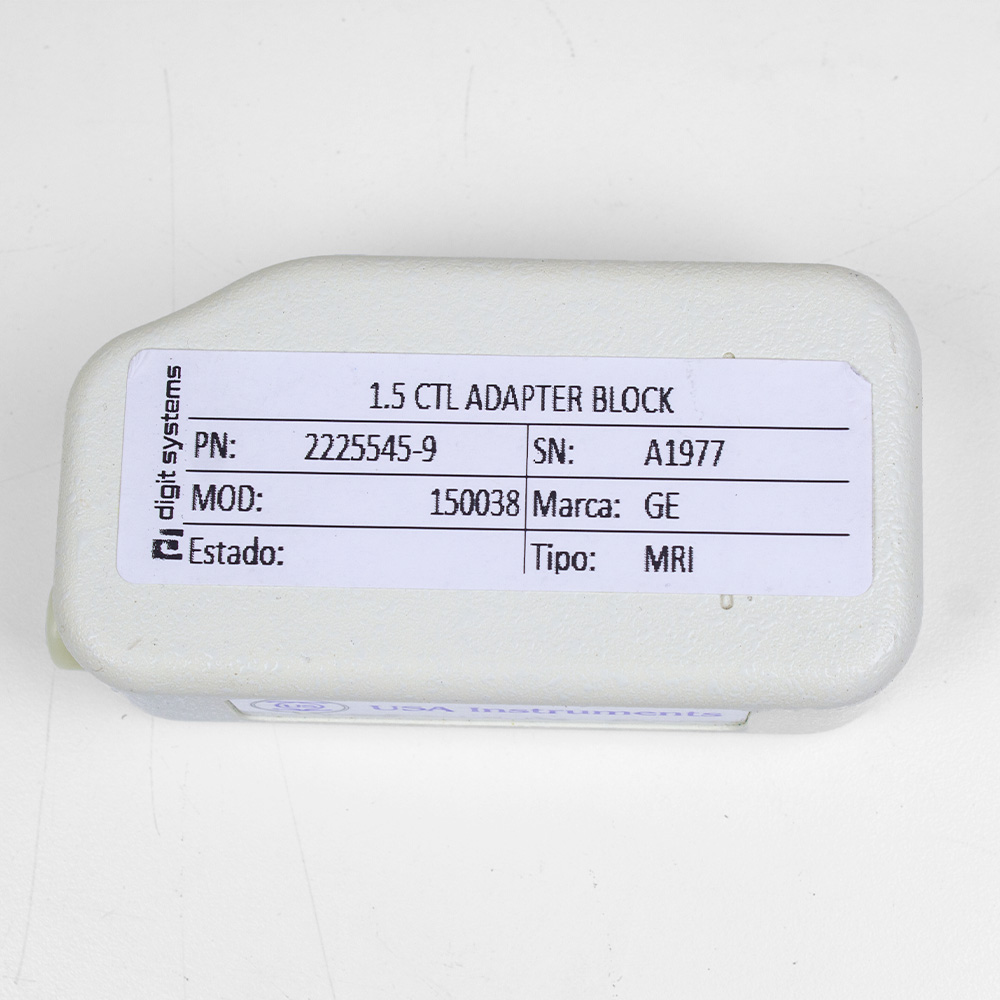 digit systems
1.5 CTL ADAPTER BLOCK
PN: 2225545-9 SN: A1977
MOD: 150038 Marca: GE
Estado: Tipo: MRI
USA Instruments